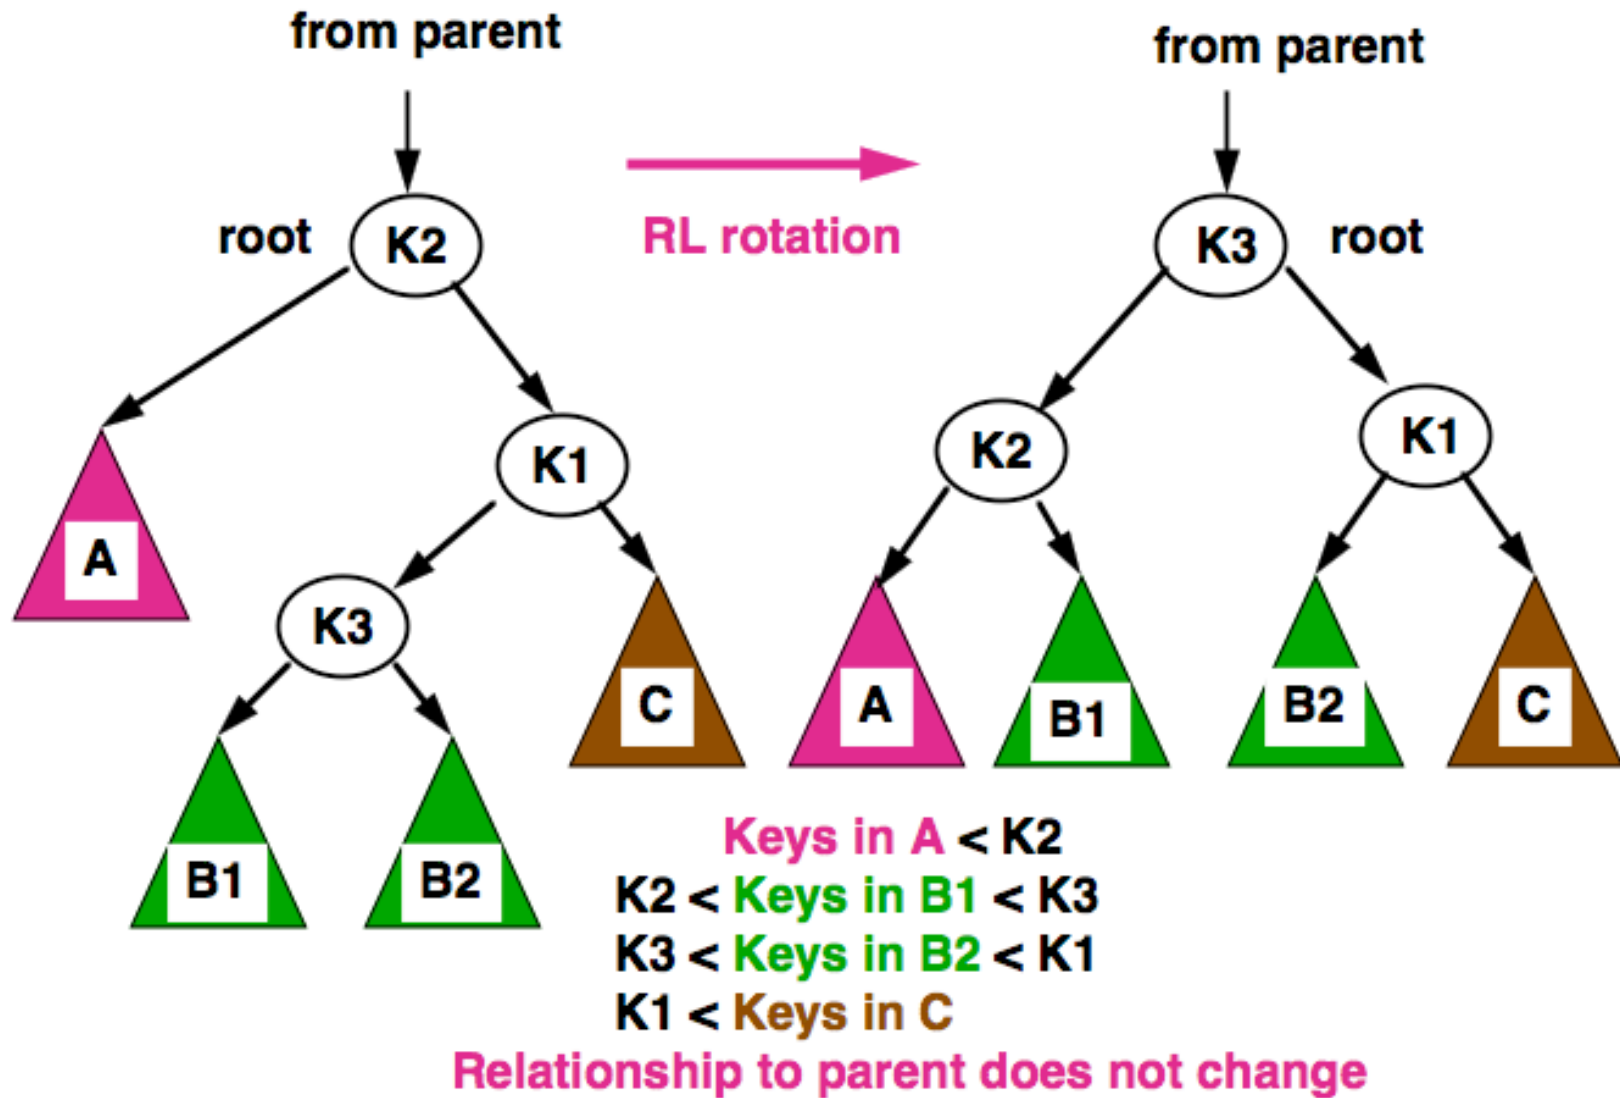 from parent
from parent
root K2
RL rotation
K3 root
K1
K2
K1
A
K3
C
A
B1
B2
C
B1
B2
Keys in A < K2
K2 < Keys in B1 < K3
K3 < Keys in B2 < K1
K1 < Keys in C
Relationship to parent does not change